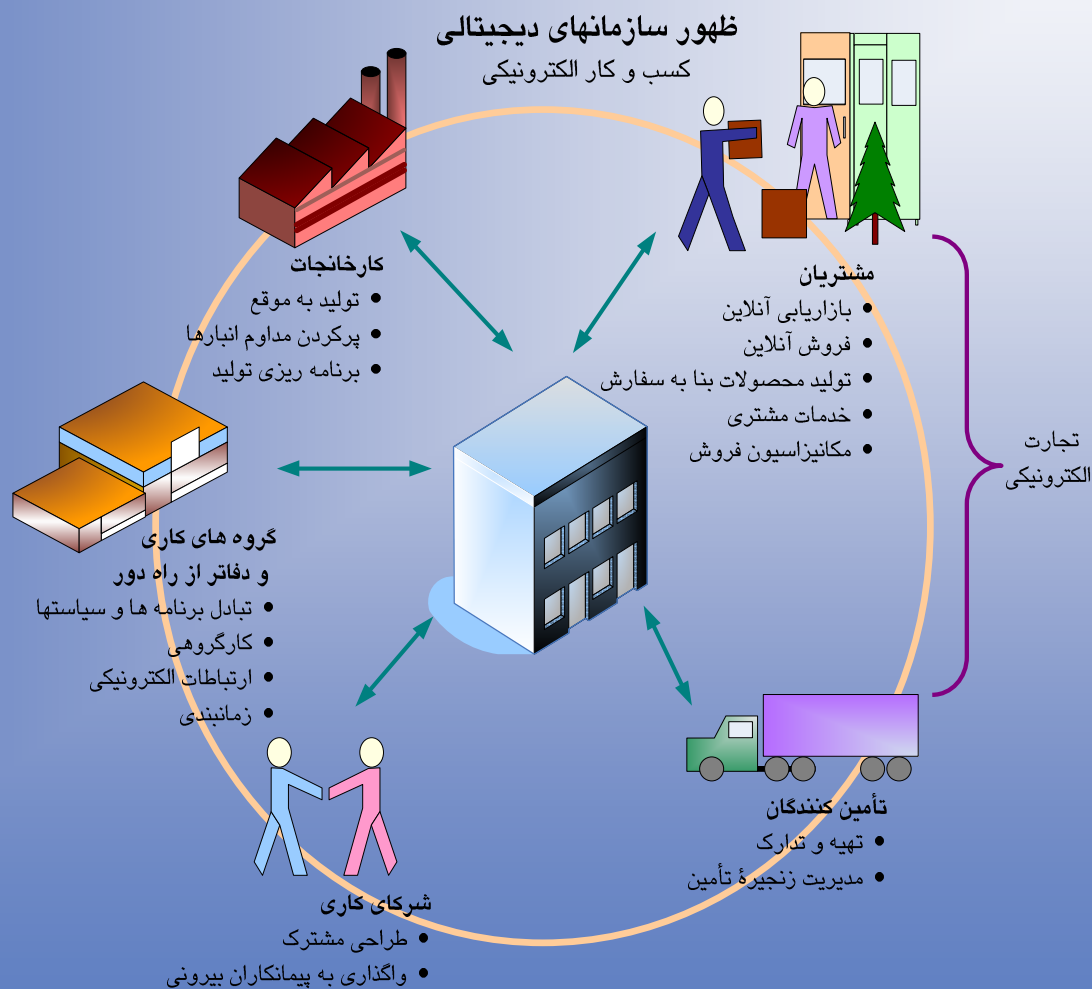 ظهور سازمانهای دیجیتالی
کسب و کار الکترونیکی
مشتریان
• بازاریابی آنلاین
• فروش آنلاین
• تولید محصولات بنا به سفارش
• خدمات مشتری
• مکانیزاسیون فروش
تجارت
الکترونیکی
کارخانجات
• تولید به موقع
• پرکردن مداوم انبارها
• برنامه ریزی تولید
گروه های کاری
و دفاتر از راه دور
• تبادل برنامه ها و سیاستها
• کارگروهی
• ارتباطات الکترونیکی
• زمانبندی
تأمین کنندگان
• تهیه و تدارک
• مدیریت زنجیرۀ تأمین
شرکای کاری
• طراحی مشترک
• واگذاری به پیمانکاران بیرونی